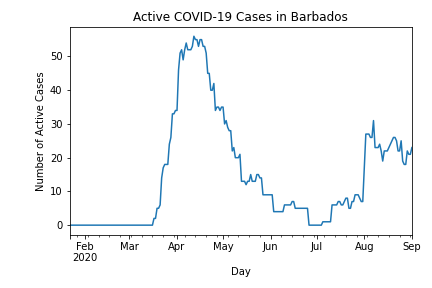 Active COVID-19 Cases in Barbados
Number of Active Cases
50
40
30
20
10
0
Feb Mar Apr May Jun Jul Aug Sep
2020
Day